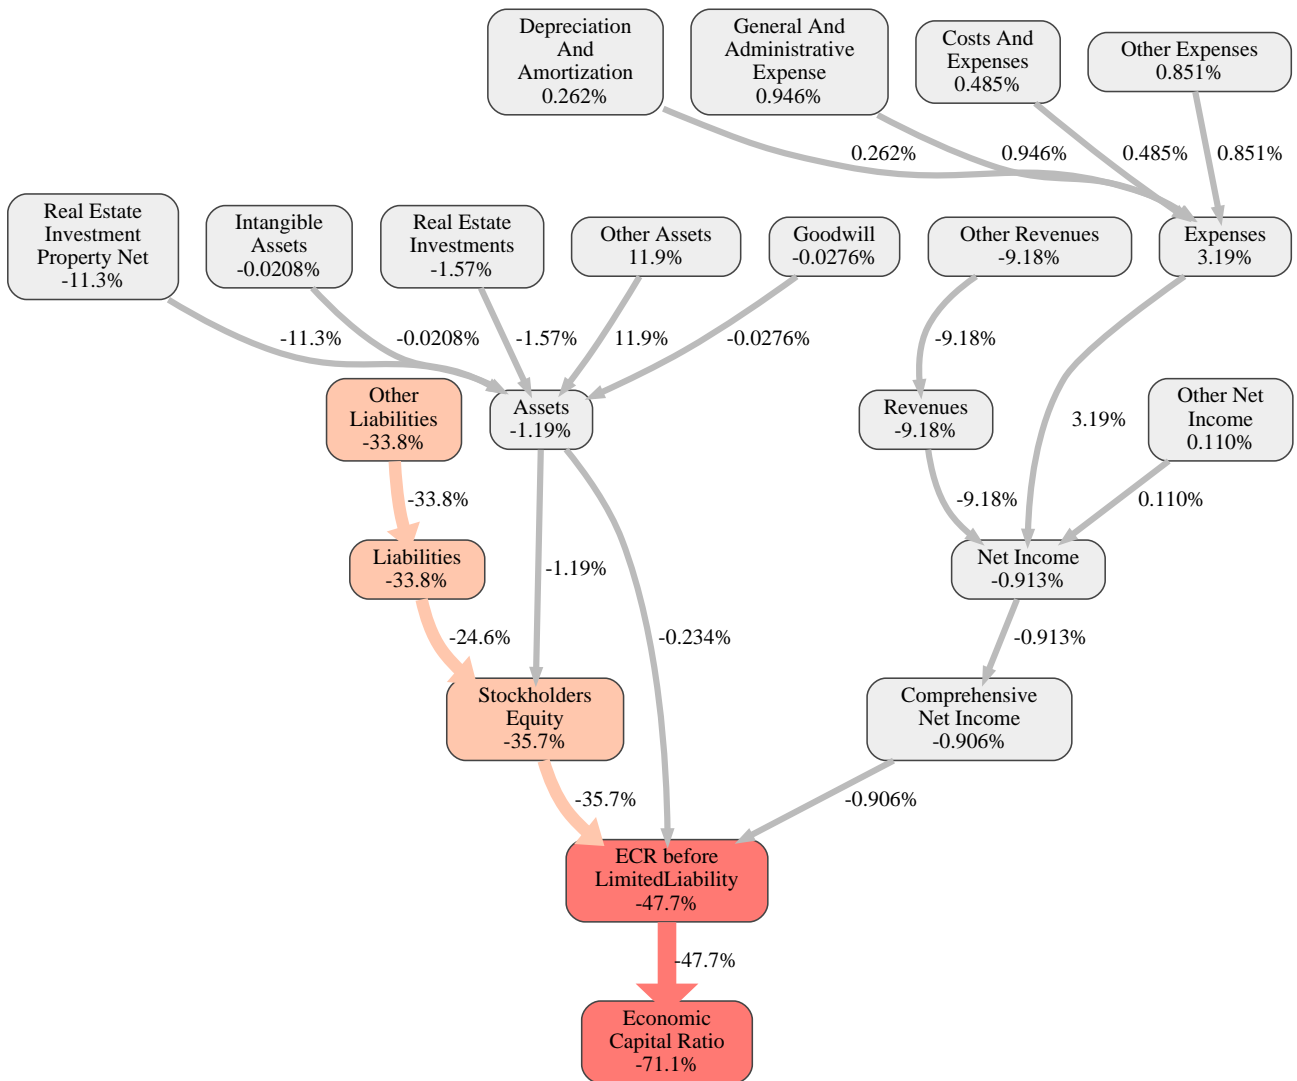 Depreciation
And
Amortization
0.262%
General And
Administrative
Expense
0.946%
Costs And
Expenses
0.485%
Other Expenses
0.851%
0.262%
0.946%
0.485%
0.851%
Real Estate
Investment
Property Net
-11.3%
Intangible
Assets
-0.0208%
Real Estate
Investments
-1.57%
Other Assets
11.9%
Goodwill
-0.0276%
Other Revenues
-9.18%
Expenses
3.19%
-11.3%
-0.0208%
-1.57%
11.9%
-0.0276%
-9.18%
Other
Liabilities
-33.8%
Assets
-1.19%
Revenues
-9.18%
3.19%
Other Net
Income
0.110%
-33.8%
-9.18%
0.110%
Liabilities
-33.8%
-1.19%
Net Income
-0.913%
-24.6%
-0.234%
-0.913%
Stockholders
Equity
-35.7%
Comprehensive
Net Income
-0.906%
-35.7%
-0.906%
ECR before
LimitedLiability
-47.7%
-47.7%
Economic
Capital Ratio
-71.1%